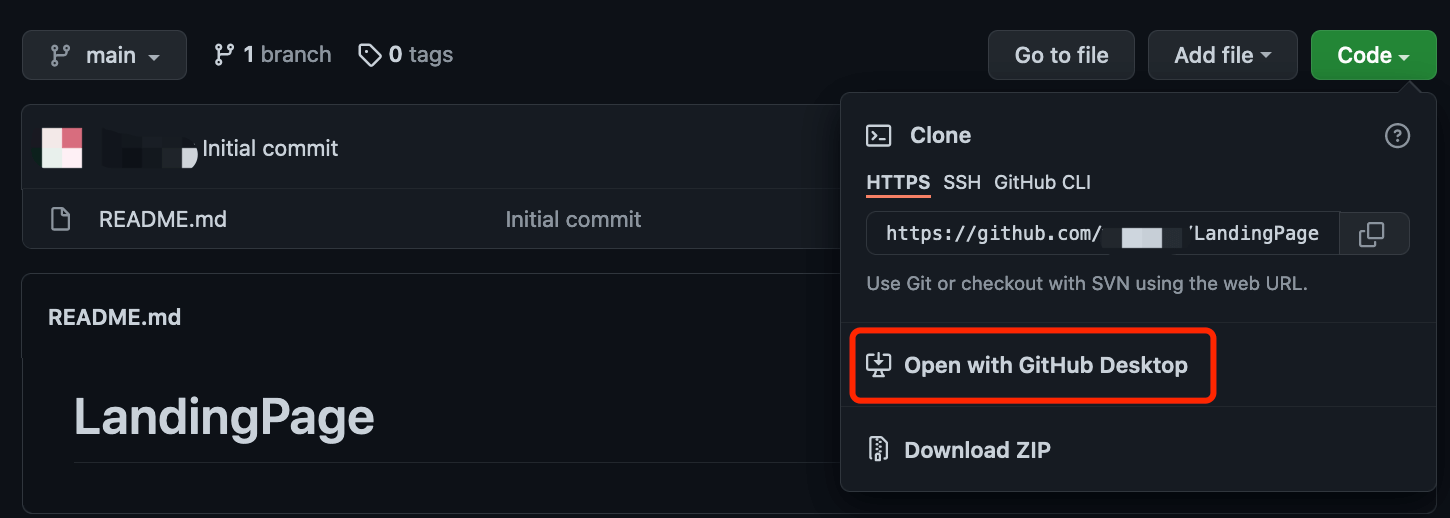 main 1 branch 0 tags Go to file Add file Code
Initial commit
README.md Initial commit
README.md
LandingPage
Clone
HTTPS SSH GitHub CLI
https://github.com/ LandingPage
Use Git or checkout with SVN using the web URL.
Open with GitHub Desktop
Download ZIP